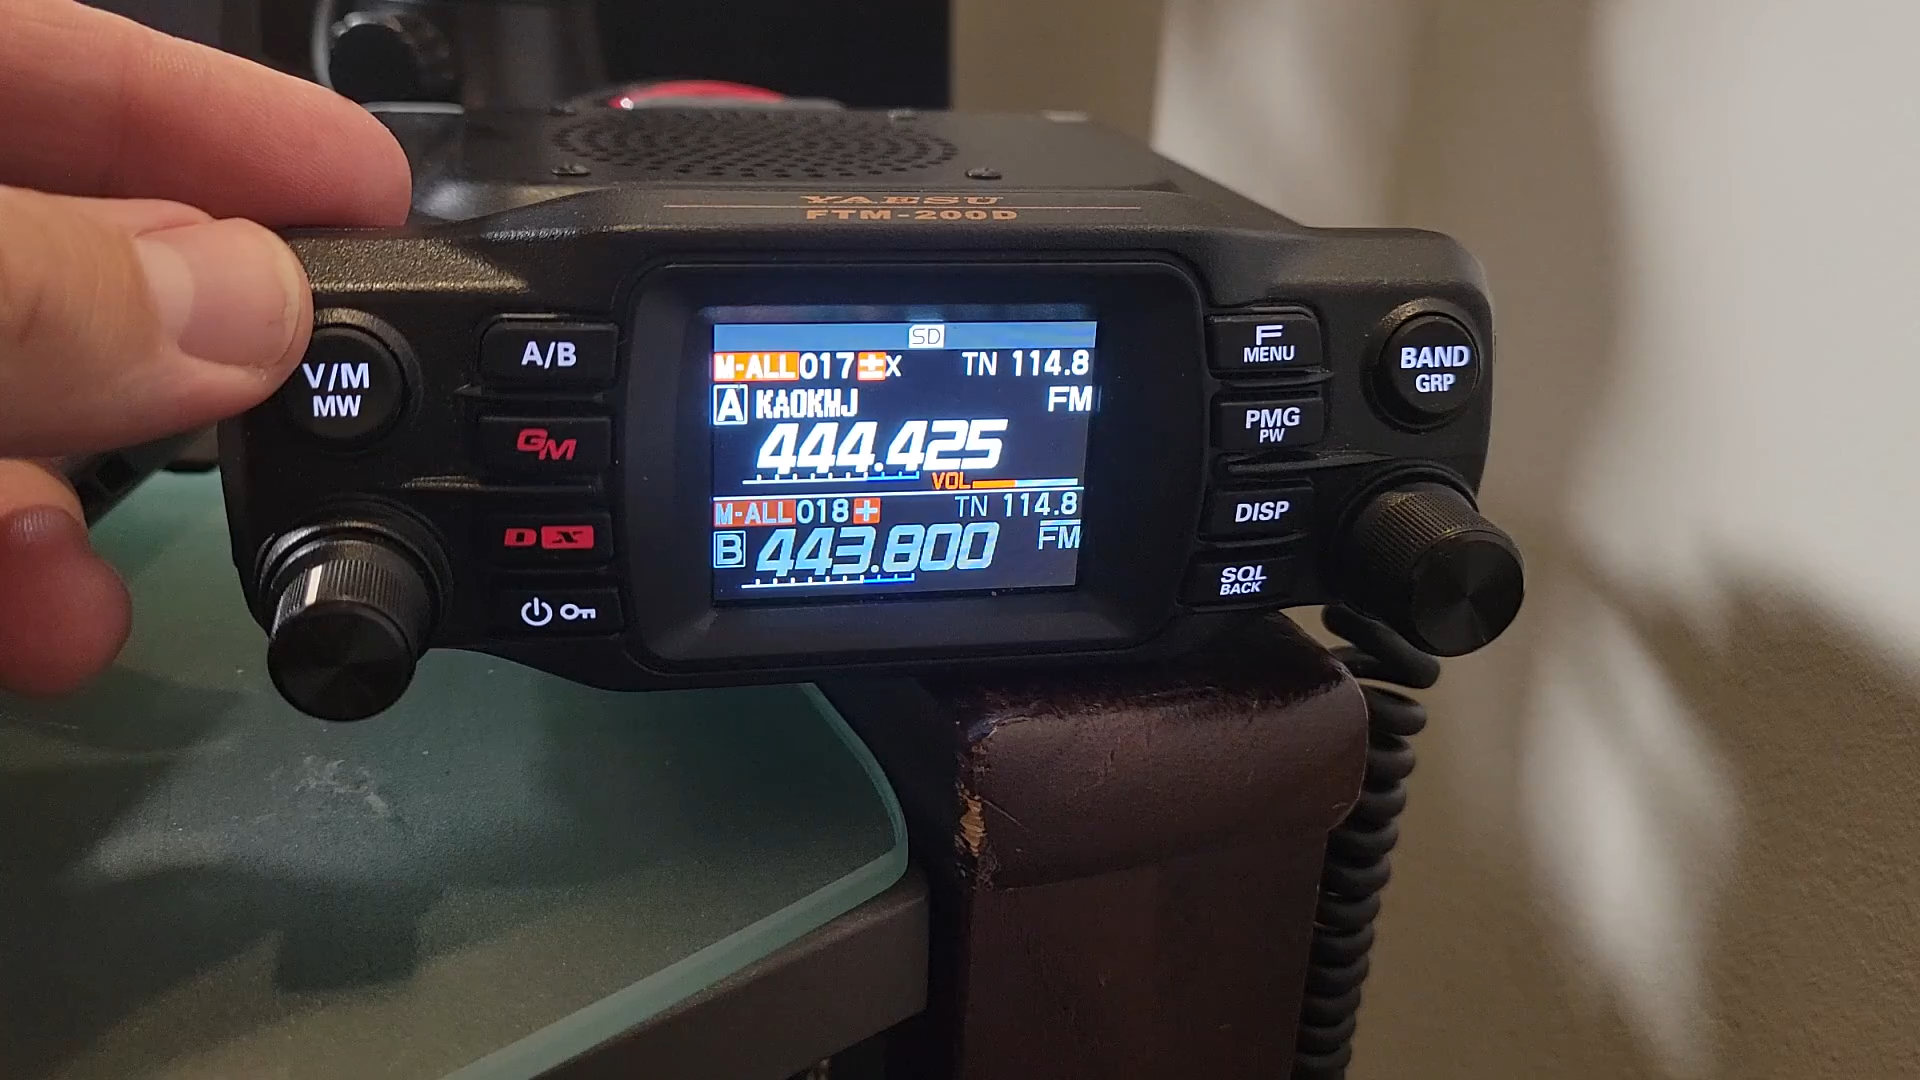 YAESU
FTM-200D
V/M
MW
A/B
GM
DX
SD
M-ALL 017 ± X TN 114.8
A KA0KMJ FM
444.425
VOL
M-ALL 018 + TN 114.8
B 443.800 FM
F
MENU
PMG
PW
DISP
SQL
BACK
BAND
GRP